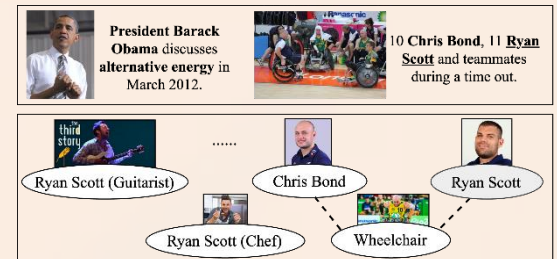 President Barack
Obama discusses
alternative energy in
March 2012.
Panasonic
10 Chris Bond, 11 Ryan
Scott and teammates
during a time out.
the
third
story
......
Ryan Scott (Guitarist)
Chris Bond
Ryan Scott
Ryan Scott (Chef)
Wheelchair